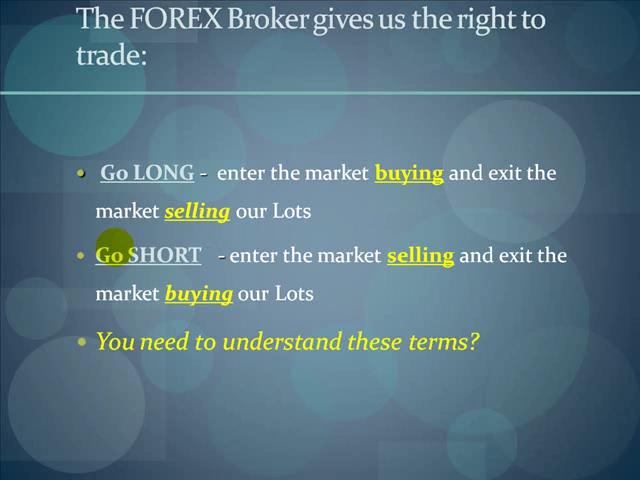 The FOREX Broker gives us the right to
trade:
• Go LONG - enter the market buying and exit the
market selling our Lots
• Go SHORT - enter the market selling and exit the
market buying our Lots
• You need to understand these terms?